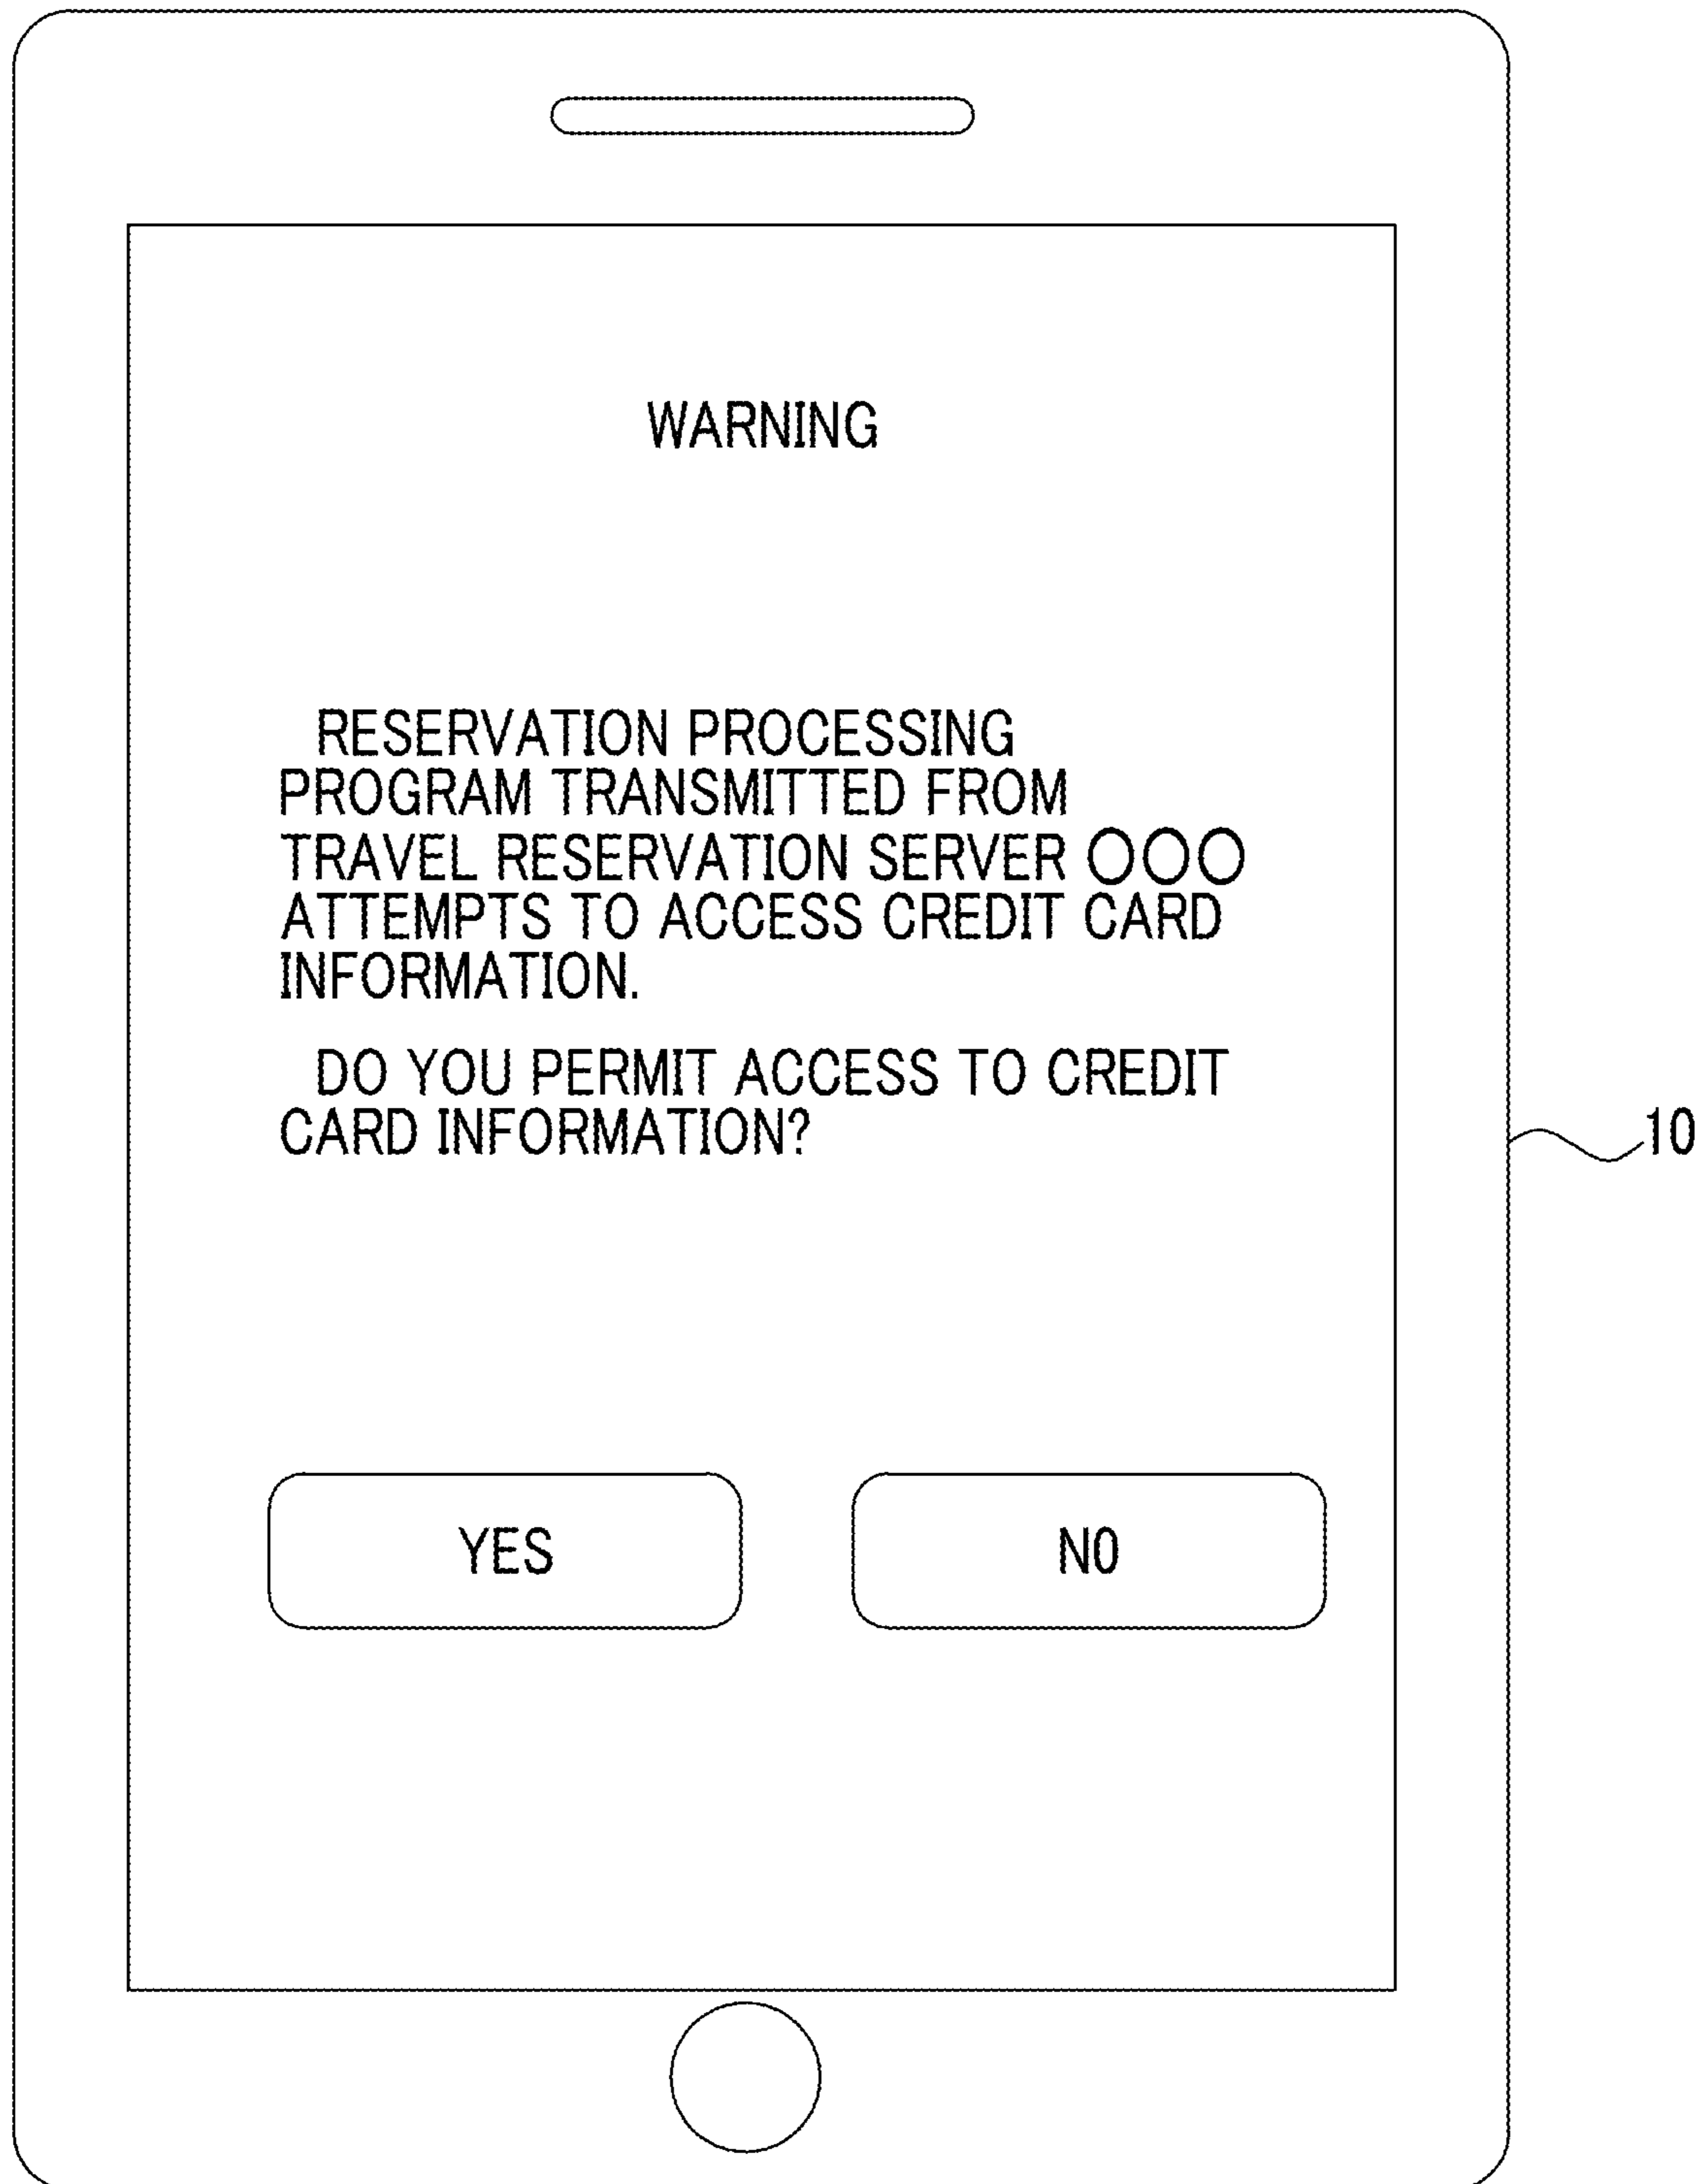 WARNING
RESERVATION PROCESSING
PROGRAM TRANSMITTED FROM
TRAVEL RESERVATION SERVER ○○○
ATTEMPTS TO ACCESS CREDIT CARD
INFORMATION.
DO YOU PERMIT ACCESS TO CREDIT
CARD INFORMATION?
10
YES NO